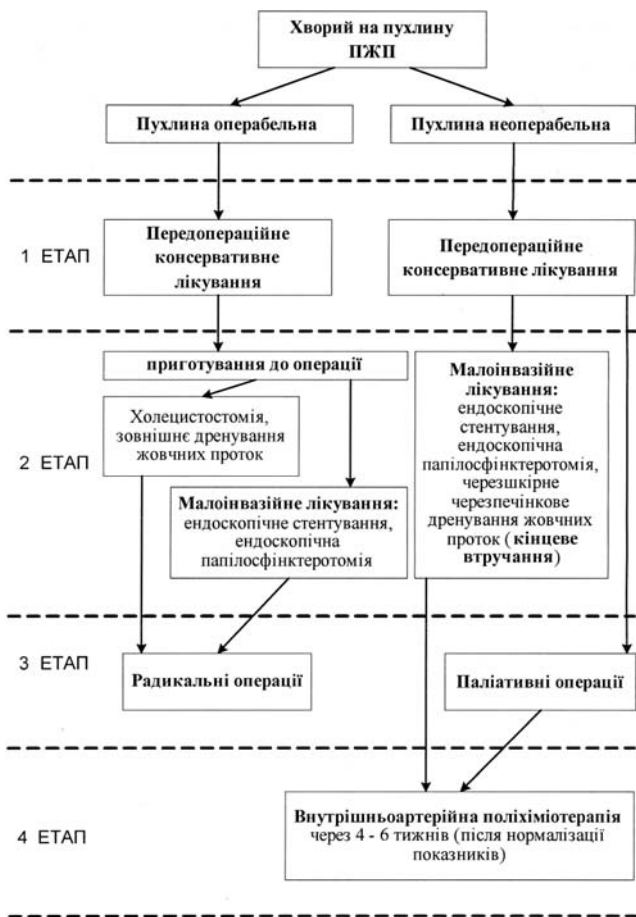 Хворий на пухлину
ПЖП
Пухлина операбельна
Пухлина неоперабельна
1 ЕТАП
Передопераційне
консервативне
лікування
Передопераційне
консервативне лікування
2 ЕТАП
приготування до операції
Холецистостомія,
зовнішнє дренування
жовчних проток
Малоінвазійне лікування:
ендоскопічне стентування,
ендоскопічна
папілосфінктеротомія
Малоінвазійне
лікування:
ендоскопічне
стентування,
ендоскопічна
папілосфінктеротомія,
черезшкірне
черезпечінкове
дренування жовчних
проток ( кінцеве
втручання )
3 ЕТАП
Радикальні операції
Паліативні операції
4 ЕТАП
Внутрішньоартерійна поліхіміотерапія
через 4 - 6 тижнів (після нормалізації
показників)